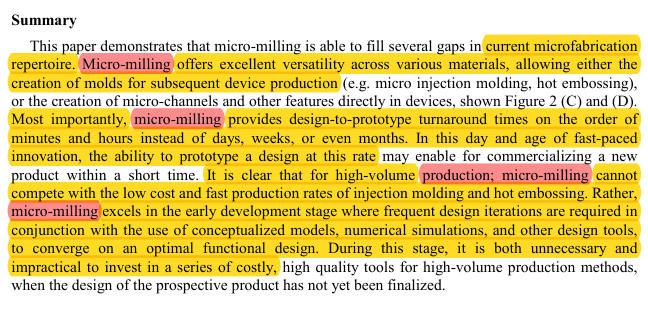 Summary
This paper demonstrates that micro-milling is able to fill several gaps in current microfabrication
repertoire. Micro-milling offers excellent versatility across various materials, allowing either the
creation of molds for subsequent device production (e.g. micro injection molding, hot embossing),
or the creation of micro-channels and other features directly in devices, shown Figure 2 (C) and (D).
Most importantly, micro-milling provides design-to-prototype turnaround times on the order of
minutes and hours instead of days, weeks, or even months. In this day and age of fast-paced
innovation, the ability to prototype a design at this rate may enable for commercializing a new
product within a short time. It is clear that for high-volume production; micro-milling cannot
compete with the low cost and fast production rates of injection molding and hot embossing. Rather,
micro-milling excels in the early development stage where frequent design iterations are required in
conjunction with the use of conceptualized models, numerical simulations, and other design tools,
to converge on an optimal functional design. During this stage, it is both unnecessary and
impractical to invest in a series of costly, high quality tools for high-volume production methods,
when the design of the prospective product has not yet been finalized.